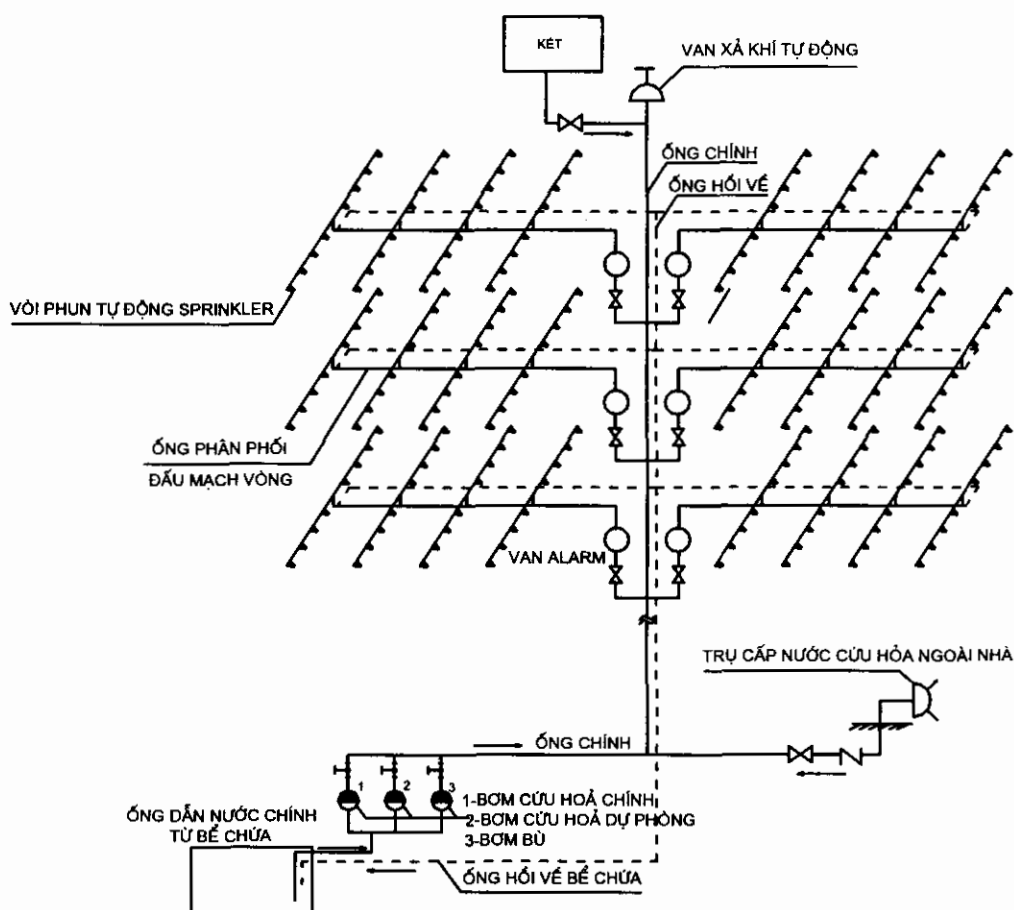 KÉT
VAN XẢ KHÍ TỰ ĐỘNG
ỐNG CHÍNH
ỐNG HỒI VỀ
VÒI PHUN TỰ ĐỘNG SPRINKLER
ỐNG PHÂN PHỐI
ĐẤU MẠCH VÒNG
VAN ALARM
TRỤ CẤP NƯỚC CỨU HỎA NGOÀI NHÀ
ỐNG CHÍNH
1
2
3
1-BƠM CỨU HOẢ CHÍNH
2-BƠM CỨU HOẢ DỰ PHÒNG
3-BƠM BÙ
ỐNG DẪN NƯỚC CHÍNH
TỪ BỂ CHỨA
ỐNG HỒI VỀ BỂ CHỨA